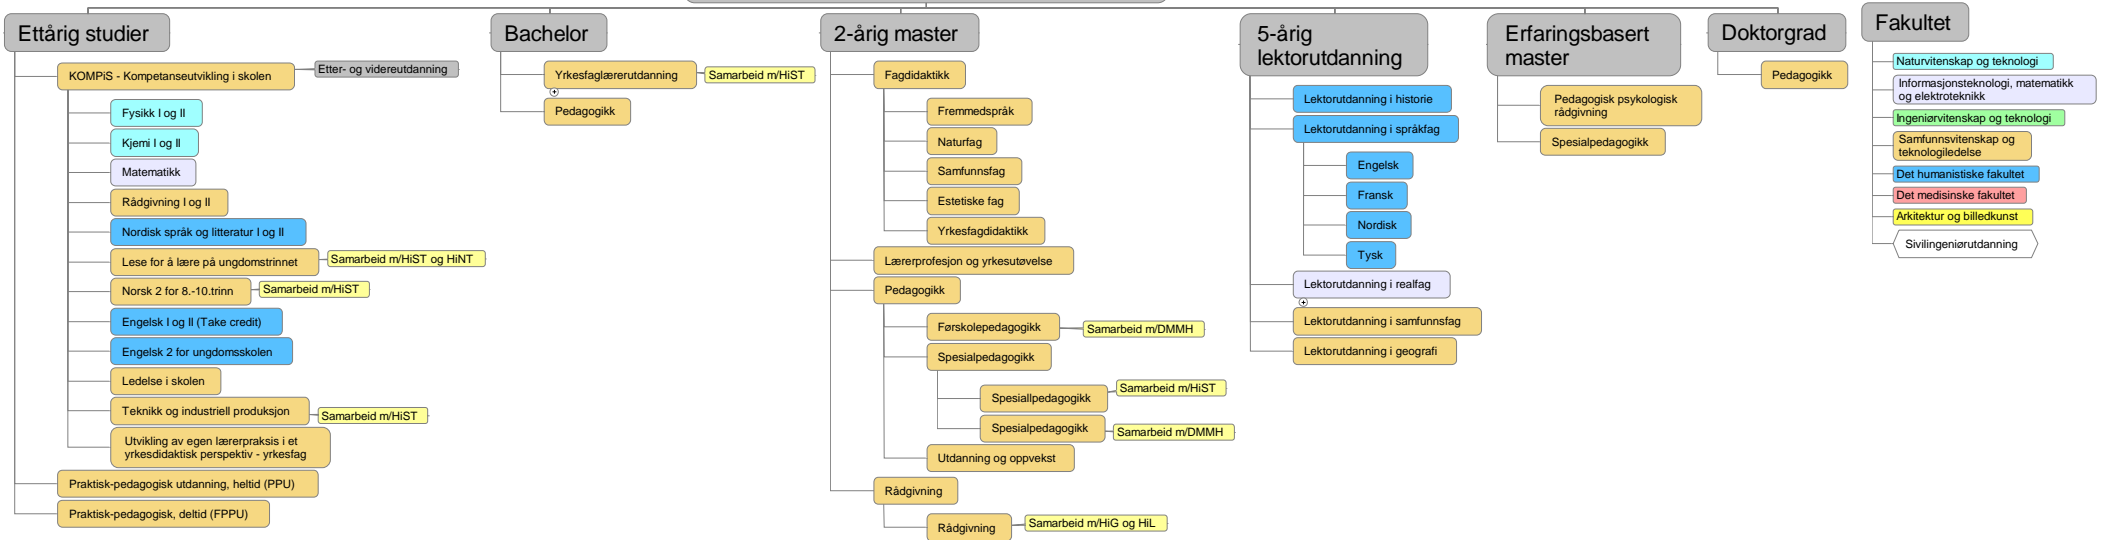 Ettårig studier
KOMPiS - Kompetanseutvikling i skolen
Etter- og videreutdanning
Fysikk I og II
Kjemi I og II
Matematikk
Rådgivning I og II
Nordisk språk og litteratur I og II
Lese for å lære på ungdomstrinnet
Samarbeid m/HiST og HiNT
Norsk 2 for 8.-10.trinn
Samarbeid m/HiST
Engelsk I og II (Take credit)
Engelsk 2 for ungdomsskolen
Ledelse i skolen
Teknikk og industriell produksjon
Samarbeid m/HiST
Utvikling av egen lærerpraksis i et
yrkesdidaktisk perspektiv - yrkesfag
Praktisk-pedagogisk utdanning, heltid (PPU)
Praktisk-pedagogisk, deltid (FPPU)
Bachelor
Yrkesfaglærerutdanning
Samarbeid m/HiST
Pedagogikk
2-årig master
Fagdidaktikk
Fremmedspråk
Naturfag
Samfunnsfag
Estetiske fag
Yrkesfagdidaktikk
Lærerprofesjon og yrkesutøvelse
Pedagogikk
Førskolepedagogikk
Samarbeid m/DMMH
Spesialpedagogikk
Spesiallpedagogikk
Samarbeid m/HiST
Spesialpedagogikk
Samarbeid m/DMMH
Utdanning og oppvekst
Rådgivning
Rådgivning
Samarbeid m/HiG og HiL
5-årig
lektorutdanning
Lektorutdanning i historie
Lektorutdanning i språkfag
Engelsk
Fransk
Nordisk
Tysk
Lektorutdanning i realfag
Lektorutdanning i samfunnsfag
Lektorutdanning i geografi
Erfaringsbasert
master
Pedagogisk psykologisk
rådgivning
Spesialpedagogikk
Doktorgrad
Pedagogikk
Fakultet
Naturvitenskap og teknologi
Informasjonsteknologi, matematikk
og elektroteknikk
Ingeniørvitenskap og teknologi
Samfunnsvitenskap og
teknologiledelse
Det humanistiske fakultet
Det medisinske fakultet
Arkitektur og billedkunst
Sivilingeniørutdanning